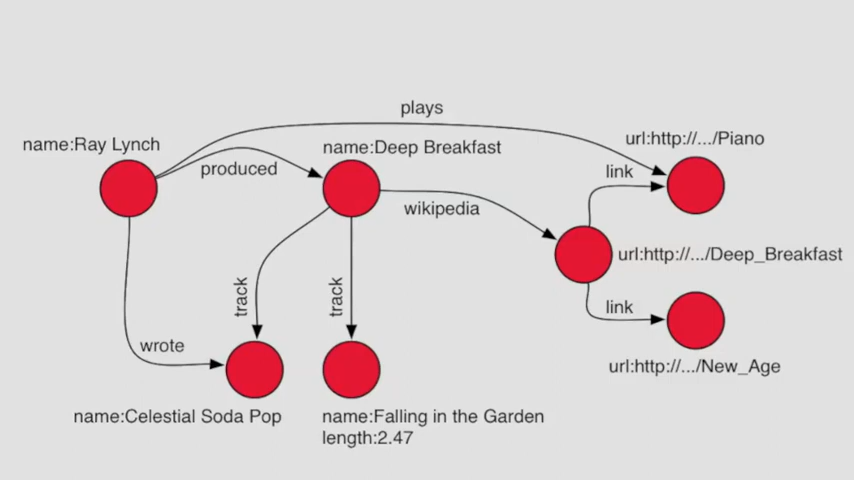 plays
url:http://.../Piano
name:Ray Lynch
name:Deep Breakfast
produced
link
wikipedia
url:http://.../Deep_Breakfast
track
track
link
wrote
url:http://.../New_Age
name:Celestial Soda Pop
name:Falling in the Garden
length:2.47